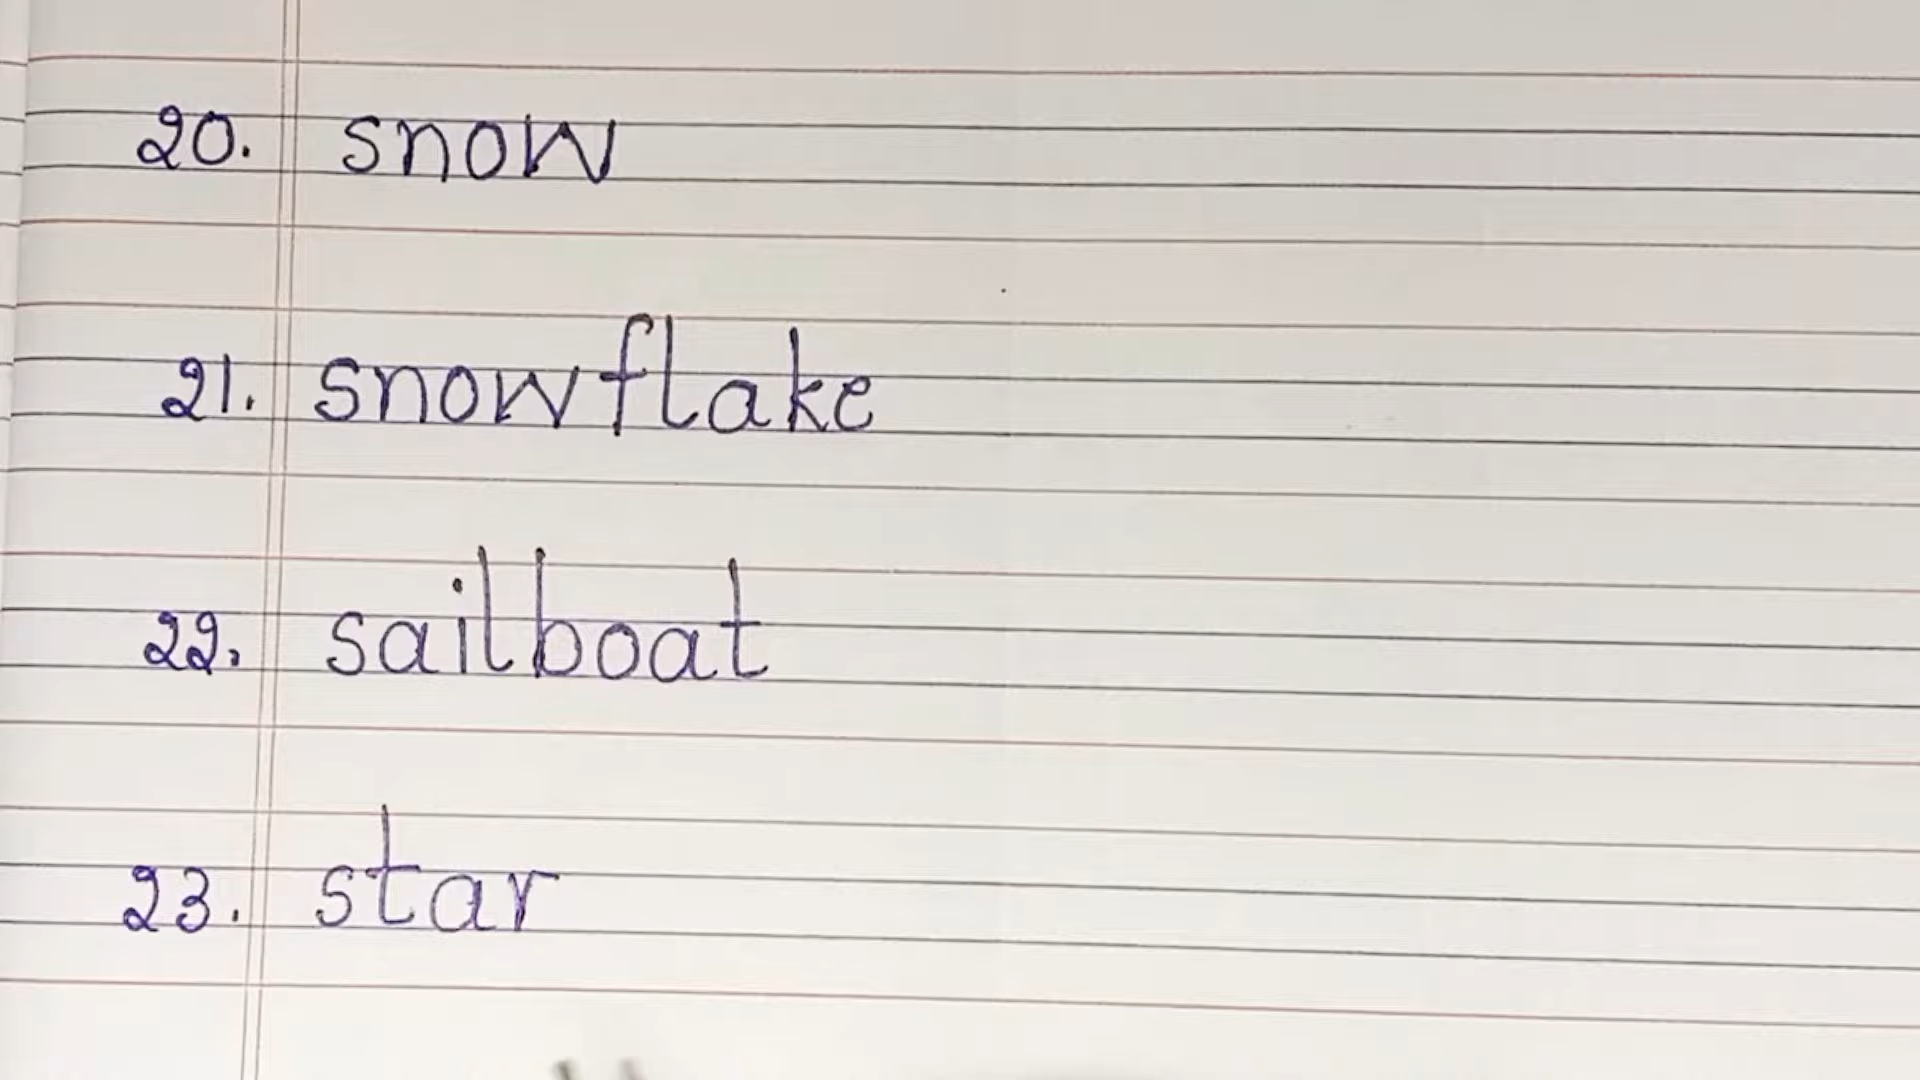 20. snow
21. snowflake
22. sailboat
23. star